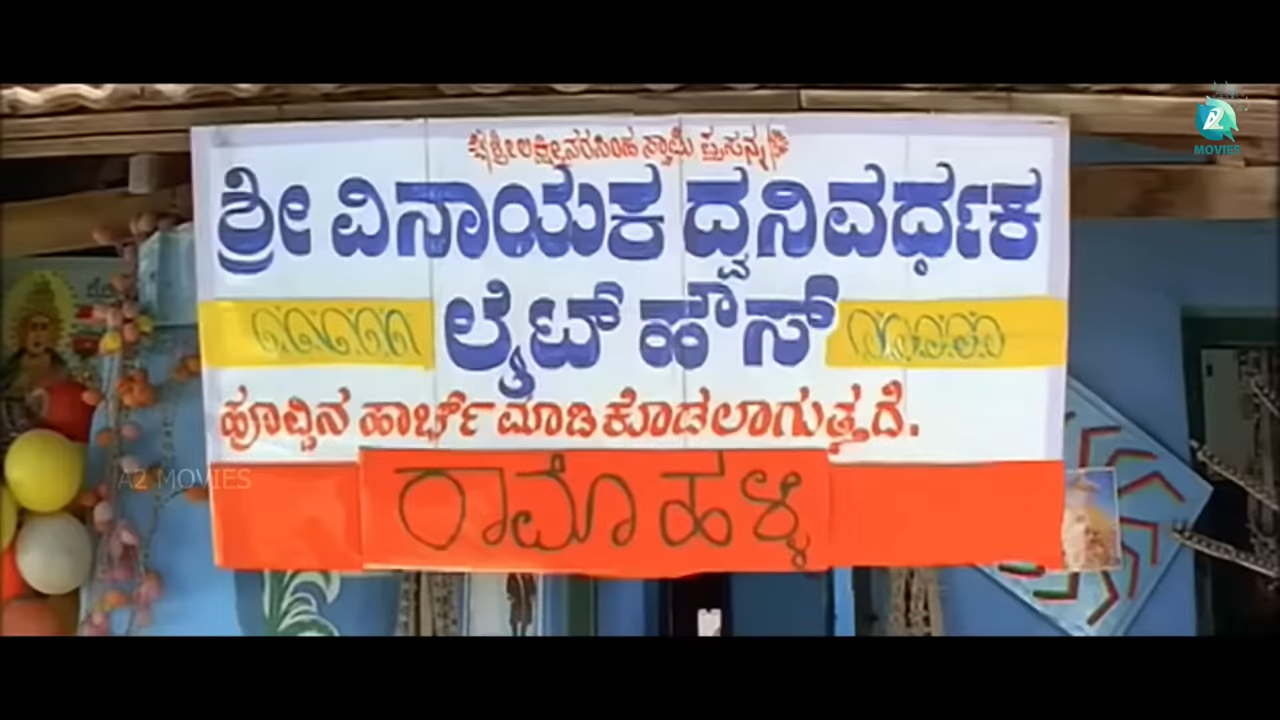 ಶ್ರೀ ಲಕ್ಷ್ಮೀನರಸಿಂಹ ಸ್ವಾಮಿ ಪ್ರಸನ್ನ
ಶ್ರೀ ವಿನಾಯಕ ದ್ವನಿವರ್ಧಕ
ಲೈಟ್ ಹೌಸ್
ಹೂವ್ವಿನ ಹಾರ್ಭಿ ಮಾಡಿ ಕೊಡಲಾಗುತ್ತದೆ.
ರಾಮೊಹಳ್ಳಿ
A2 MOVIES
MOVIES